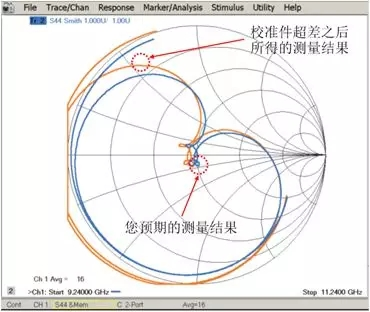 File Trace/Chan Response Marker/Analysis Stimulus Utility Help
Tr 2 S44 Smith 1.000U/ 1.00U
校准件超差之后
所得的测量结果
您预期的测量结果
Ch 1 Avg = 16
2 >Ch1: Start 9.24000 GHz Stop 11.2400 GHz
Cont CH 1: S44 &Mem C 2-Port Avg=16